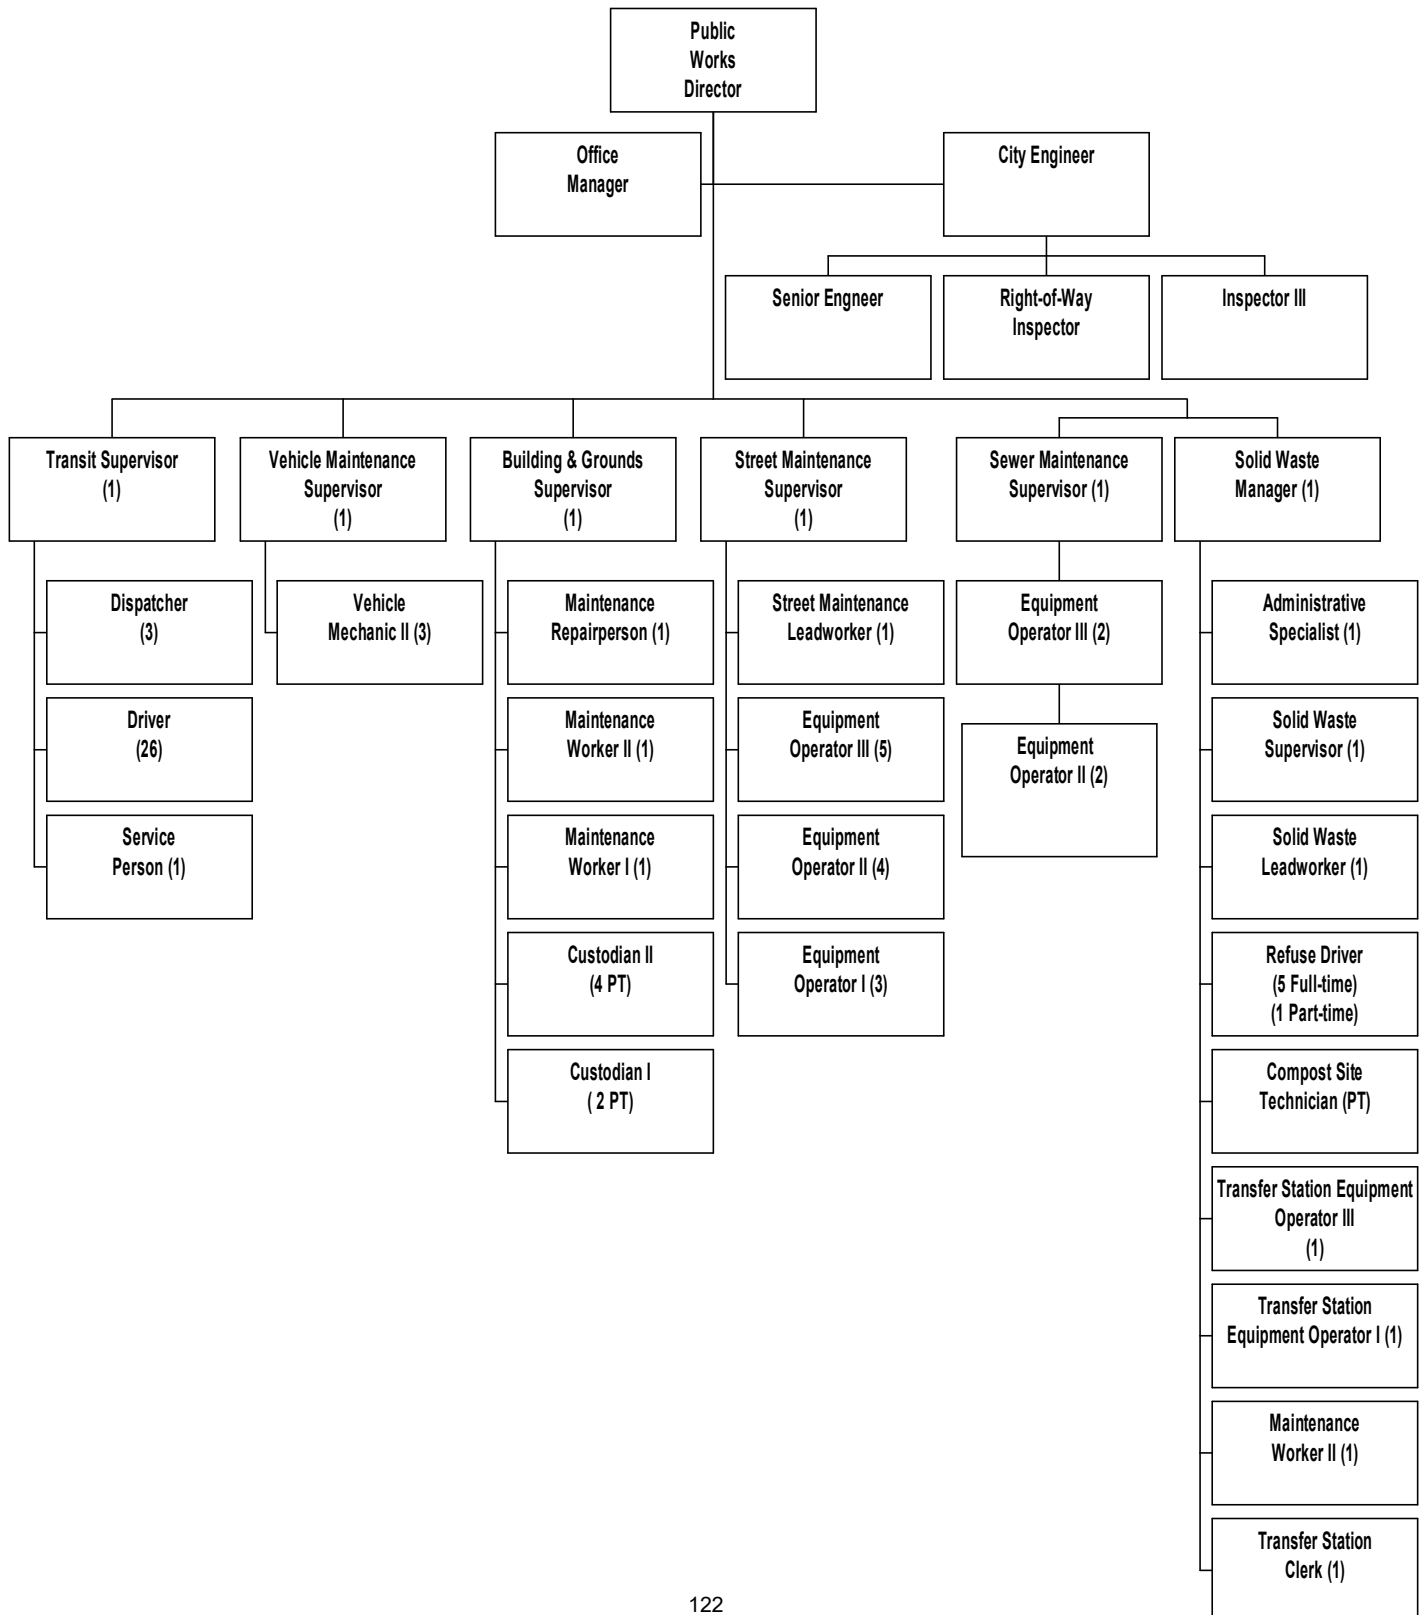 Public
Works
Director
Office
Manager
City Engineer
Senior Engneer
Right-of-Way
Inspector
Inspector III
Transit Supervisor
(1)
Vehicle Maintenance
Supervisor
(1)
Building & Grounds
Supervisor
(1)
Street Maintenance
Supervisor
(1)
Sewer Maintenance
Supervisor (1)
Solid Waste
Manager (1)
Dispatcher
(3)
Driver
(26)
Service
Person (1)
Vehicle
Mechanic II (3)
Maintenance
Repairperson (1)
Maintenance
Worker II (1)
Maintenance
Worker I (1)
Custodian II
(4 PT)
Custodian I
( 2 PT)
Street Maintenance
Leadworker (1)
Equipment
Operator III (5)
Equipment
Operator II (4)
Equipment
Operator I (3)
Equipment
Operator III (2)
Equipment
Operator II (2)
Administrative
Specialist (1)
Solid Waste
Supervisor (1)
Solid Waste
Leadworker (1)
Refuse Driver
(5 Full-time)
(1 Part-time)
Compost Site
Technician (PT)
Transfer Station Equipment
Operator III
(1)
Transfer Station
Equipment Operator I (1)
Maintenance
Worker II (1)
Transfer Station
Clerk (1)
122